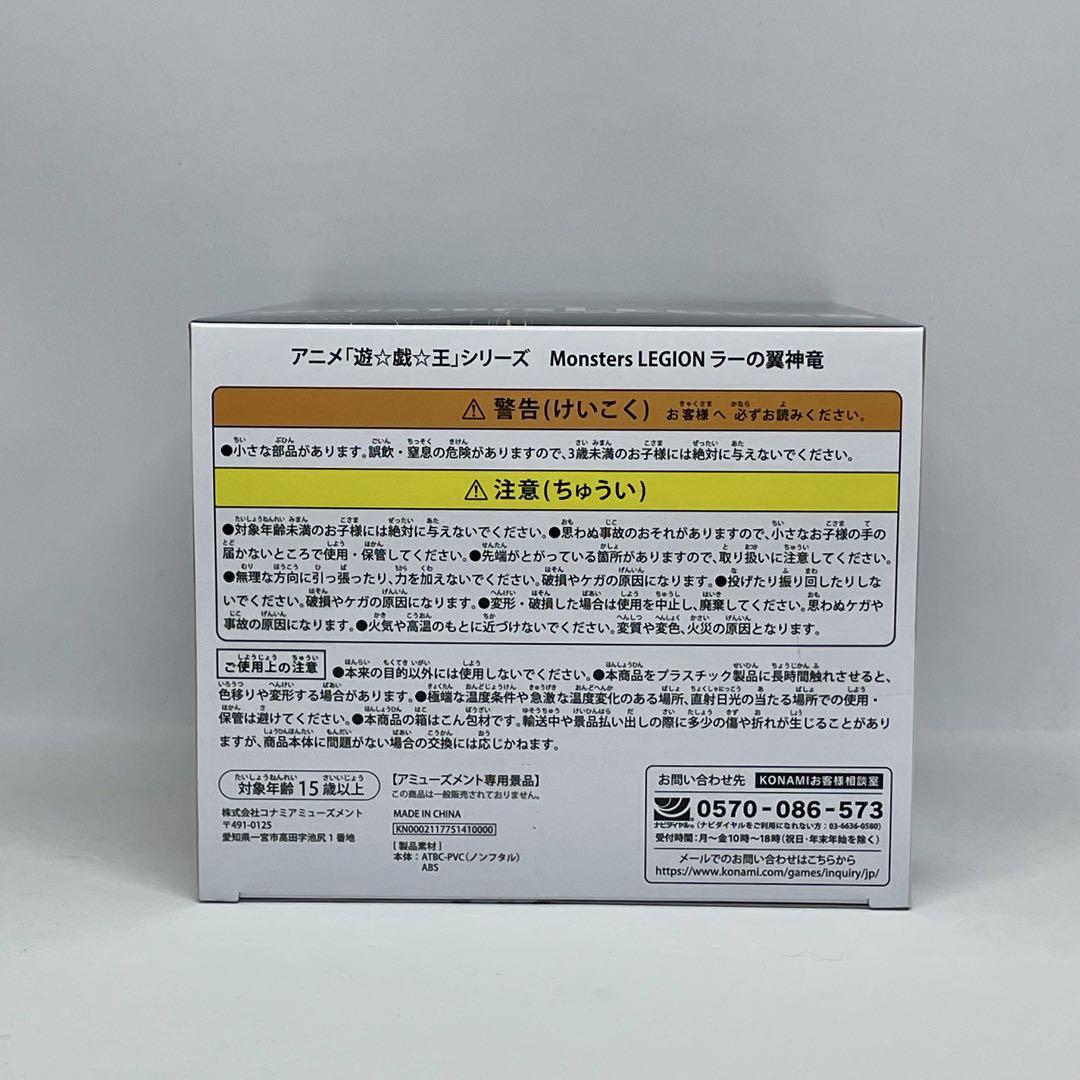 アニメ「遊☆戯☆王」シリーズ Monsters LEGION ラーの翼神竜
⚠ 警告(けいこく) お客様へ 必ずお読みください。
●小さな部品があります。誤飲・窒息の危険がありますので、3歳未満のお子様には絶対に与えないでください。
⚠ 注意(ちゅうい)
●対象年齢未満のお子様には絶対に与えないでください。●思わぬ事故のおそれがありますので、小さなお子様の手の
届かないところで使用・保管してください。●先端がとがっている箇所がありますので、取り扱いに注意してください。
●無理な方向に引っ張ったり、力を加えないでください。破損やケガの原因になります。●投げたり振り回したりしな
いでください。破損やケガの原因になります。●変形・破損した場合は使用を中止し、廃棄してください。思わぬケガや
事故の原因になります。●火気や高温のもとに近づけないでください。変質や変色、火災の原因となります。
ご使用上の注意 ●本来の目的以外には使用しないでください。●本商品をプラスチック製品に長時間触れさせると、
色移りや変形する場合があります。●極端な温度条件や急激な温度変化のある場所、直射日光の当たる場所での使用・
保管は避けてください。●本商品の箱はこん包材です。輸送中や景品払い出しの際に多少の傷や折れが生じることがあり
ますが、商品本体に問題がない場合の交換には応じかねます。
対象年齢 15歳以上
株式会社コナミアミューズメント
〒491-0125
愛知県一宮市高田字池尻1番地
【アミューズメント専用景品】
この商品は一般販売されておりません。
MADE IN CHINA
KN0002117751410000
[製品素材]
本体：ATBC-PVC(ノンフタル)
ABS
お問い合わせ先 KONAMIお客様相談室
ナビダイヤル 0570-086-573
(ナビダイヤルをご利用になれない方：03-6636-0580)
受付時間：月～金10時～18時(祝日・年末年始を除く)
メールでのお問い合わせはこちらから
https://www.konami.com/games/inquiry/jp/